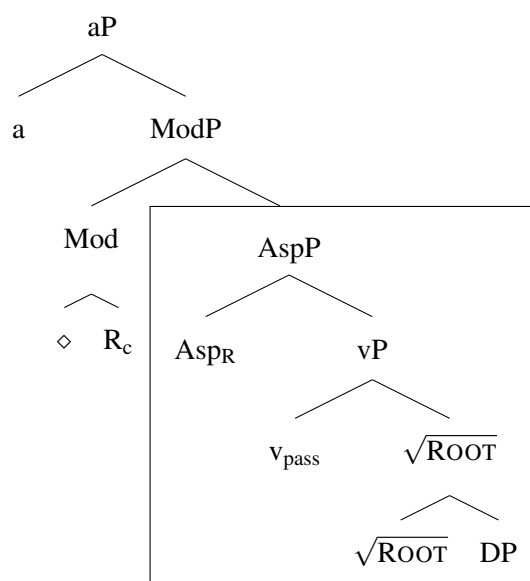 aP
a ModP
Mod AspP
◇ R_c Asp_R vP
v_pass √ROOT
√ROOT DP